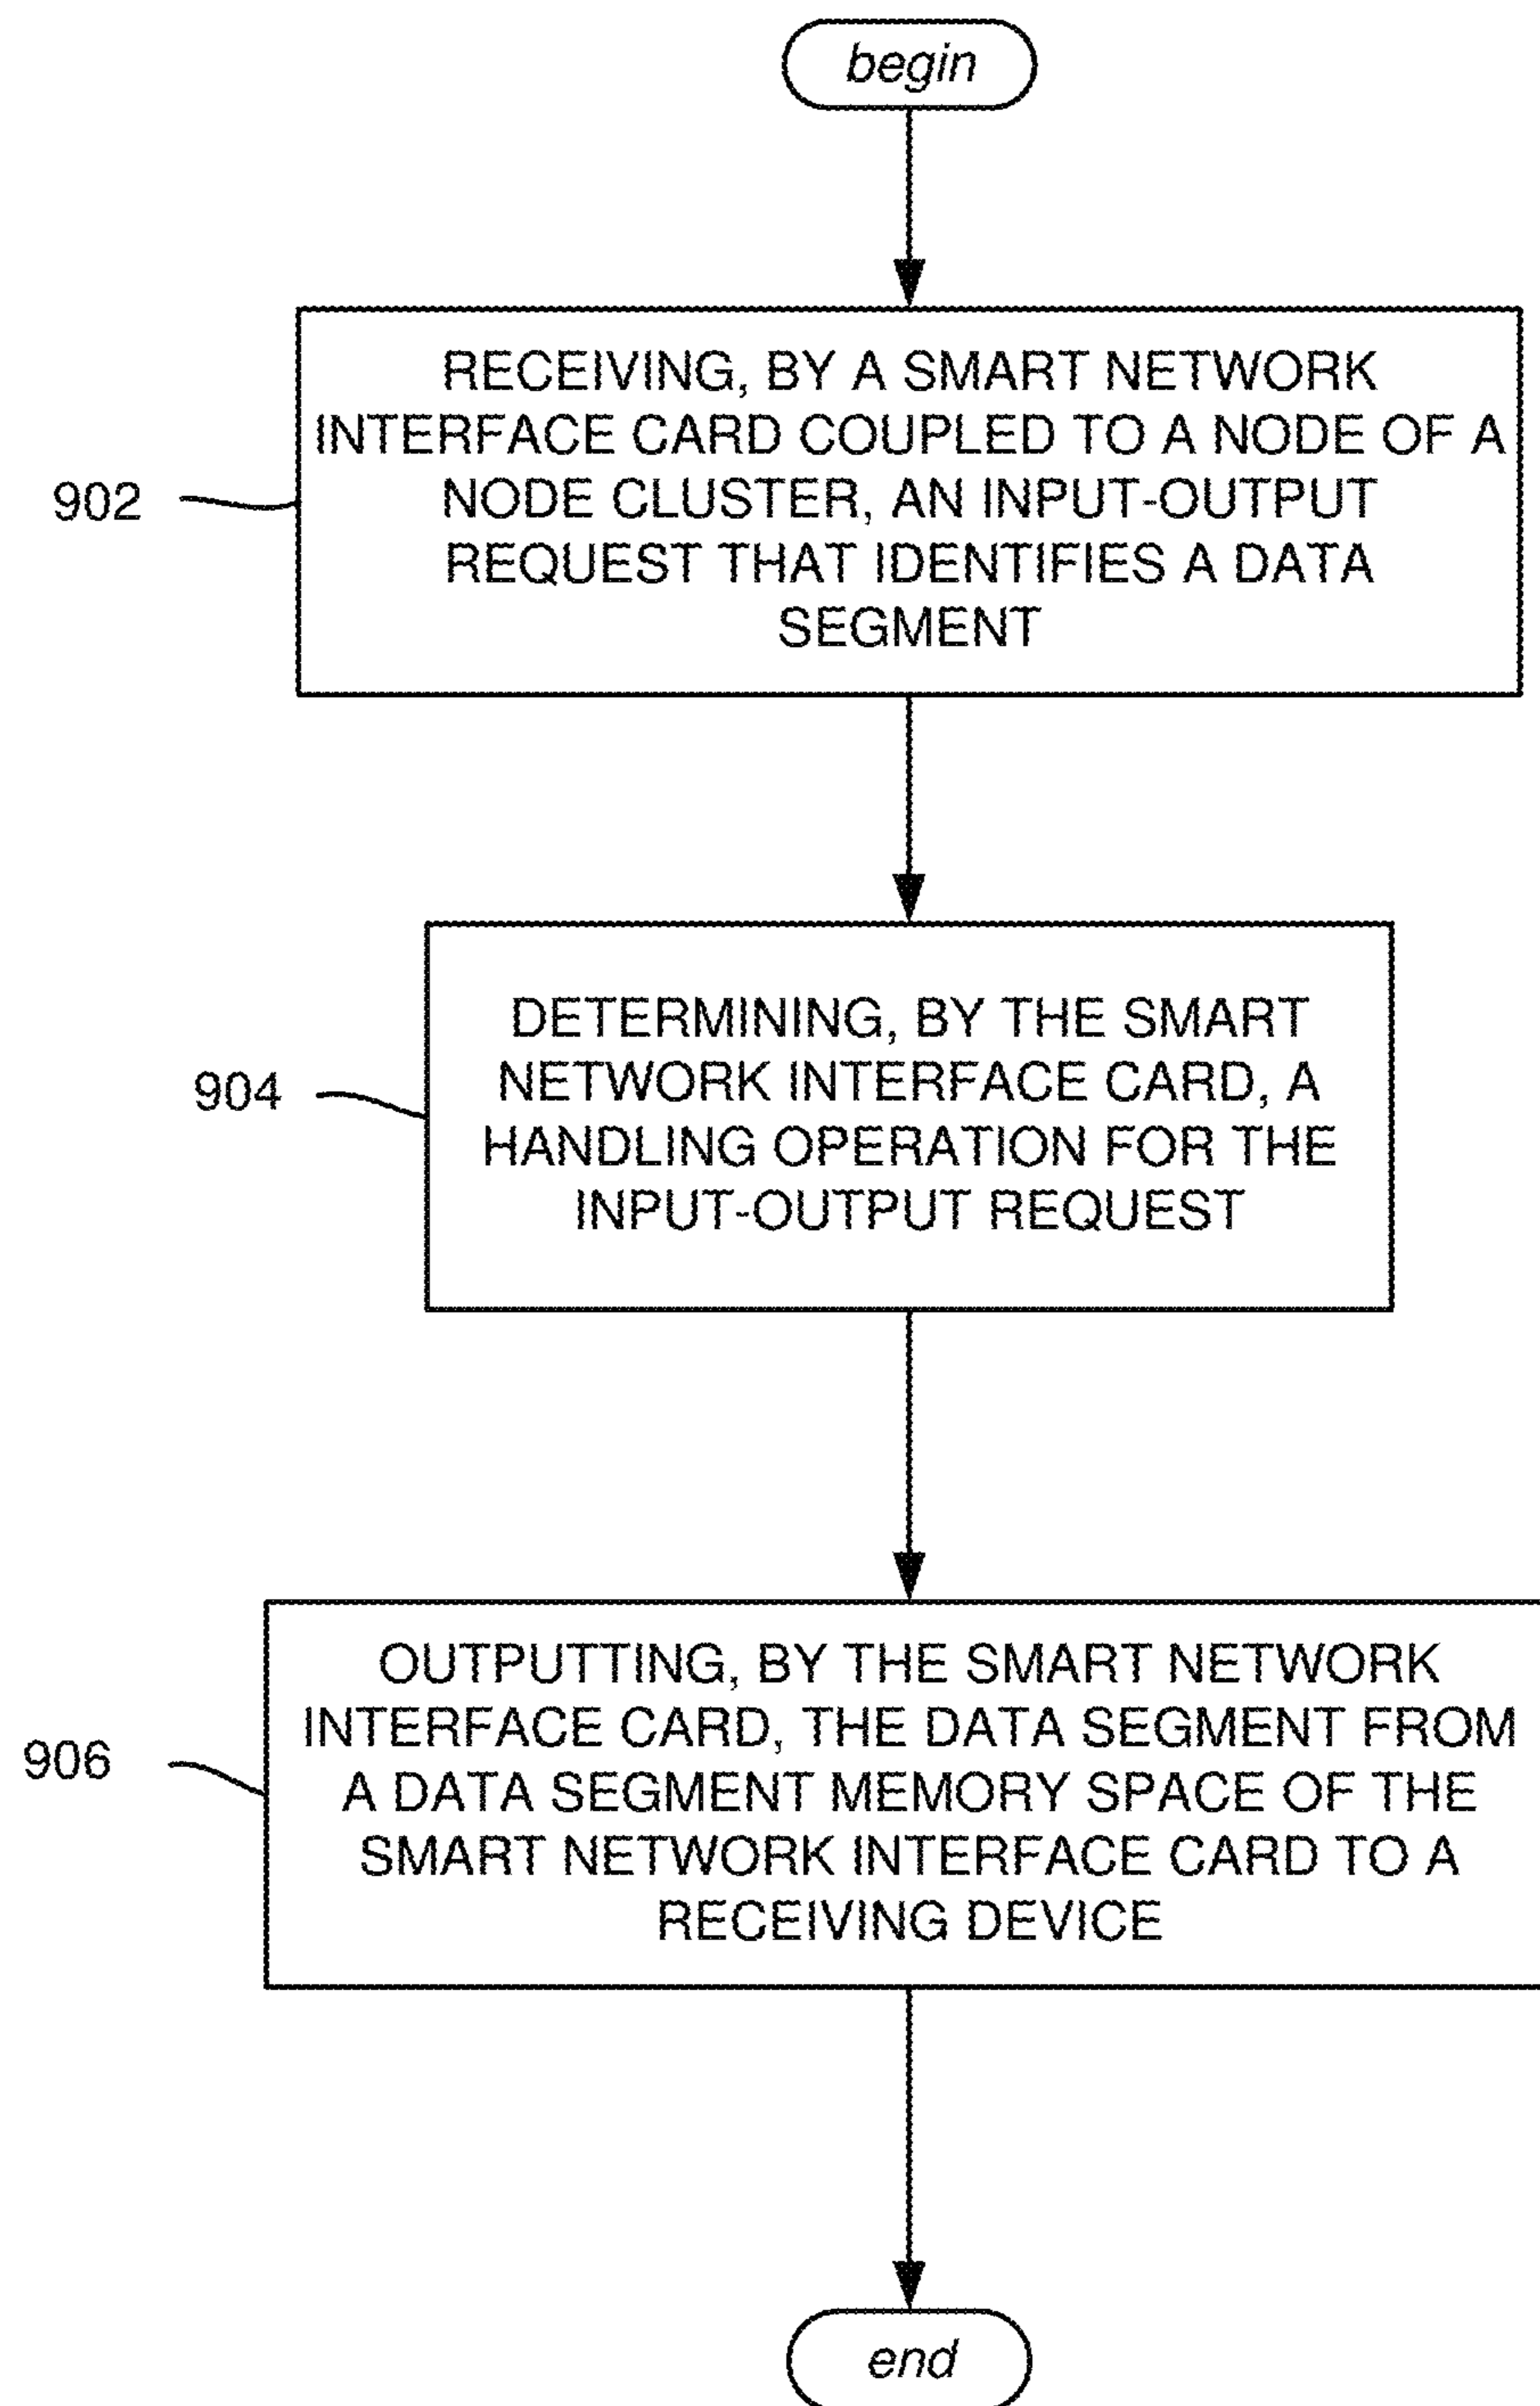 begin
RECEIVING, BY A SMART NETWORK
INTERFACE CARD COUPLED TO A NODE OF A
NODE CLUSTER, AN INPUT-OUTPUT
REQUEST THAT IDENTIFIES A DATA
SEGMENT
902
DETERMINING, BY THE SMART
NETWORK INTERFACE CARD, A
HANDLING OPERATION FOR THE
INPUT-OUTPUT REQUEST
904
OUTPUTTING, BY THE SMART NETWORK
INTERFACE CARD, THE DATA SEGMENT FROM
A DATA SEGMENT MEMORY SPACE OF THE
SMART NETWORK INTERFACE CARD TO A
RECEIVING DEVICE
906
end